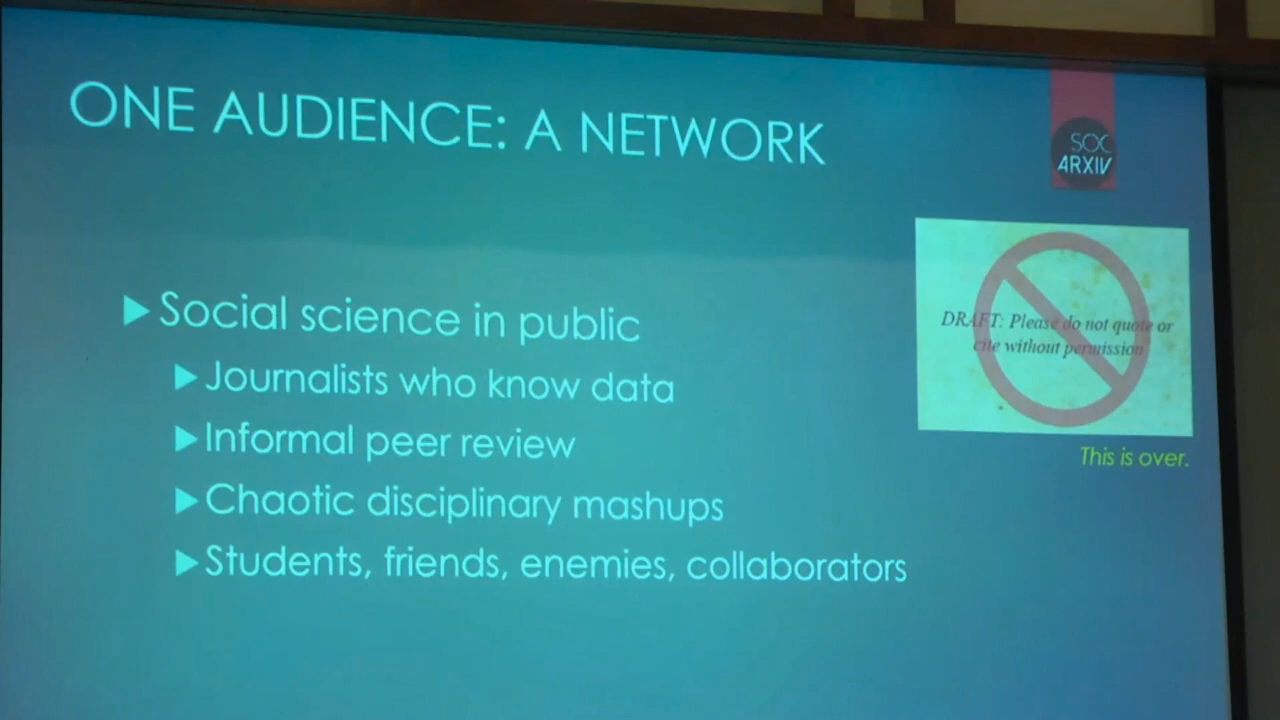 ONE AUDIENCE: A NETWORK
SOC
ARXIV
Social science in public
Journalists who know data
Informal peer review
Chaotic disciplinary mashups
Students, friends, enemies, collaborators
DRAFT: Please do not quote or
cite without permission
This is over.